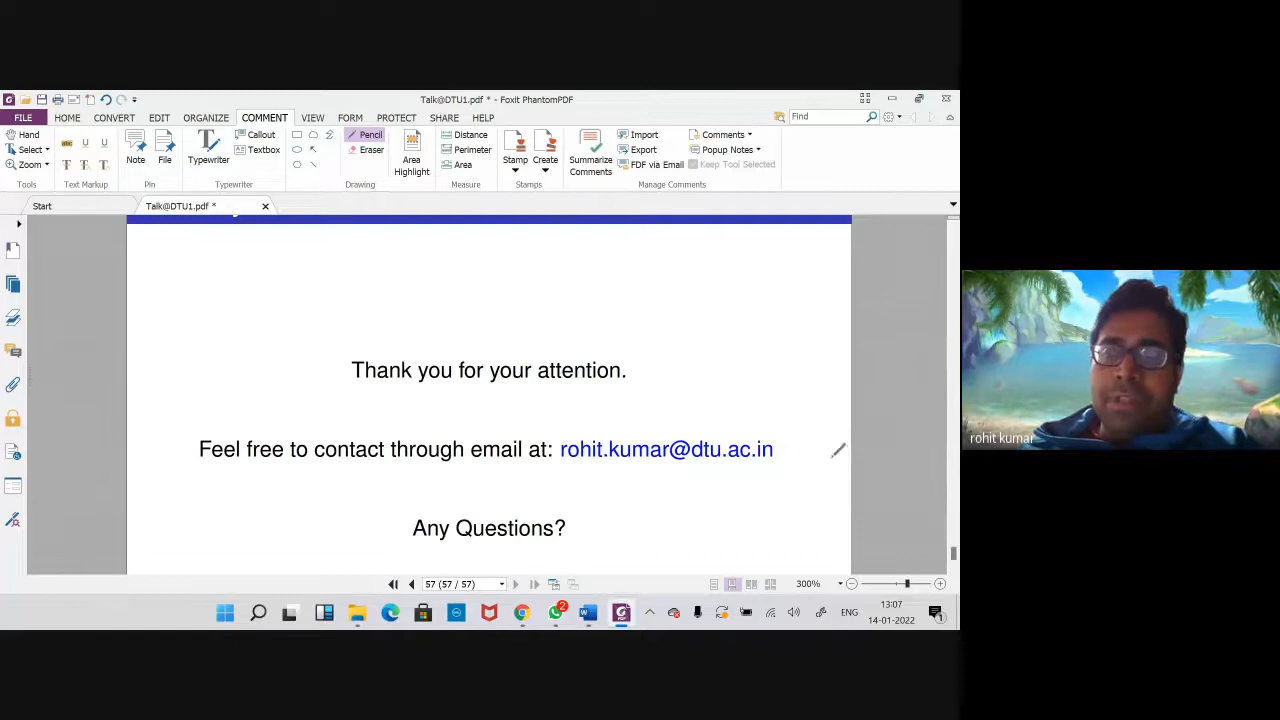 Talk@DTU1.pdf * - Foxit PhantomPDF
FILE HOME CONVERT EDIT ORGANIZE COMMENT VIEW FORM PROTECT SHARE HELP
Find
Hand
Select
Zoom
Tools
Text Markup
Note
File
Pin
Typewriter
Callout
Textbox
Typewriter
Pencil
Eraser
Drawing
Area
Highlight
Distance
Perimeter
Area
Measure
Stamp
Create
Stamps
Summarize
Comments
Import
Export
FDF via Email
Comments
Popup Notes
Keep Tool Selected
Manage Comments
Start
Talk@DTU1.pdf *
Thank you for your attention.
Feel free to contact through email at: rohit.kumar@dtu.ac.in
Any Questions?
rohit kumar
57 (57 / 57)
300%
2
ENG
13:07
14-01-2022
1